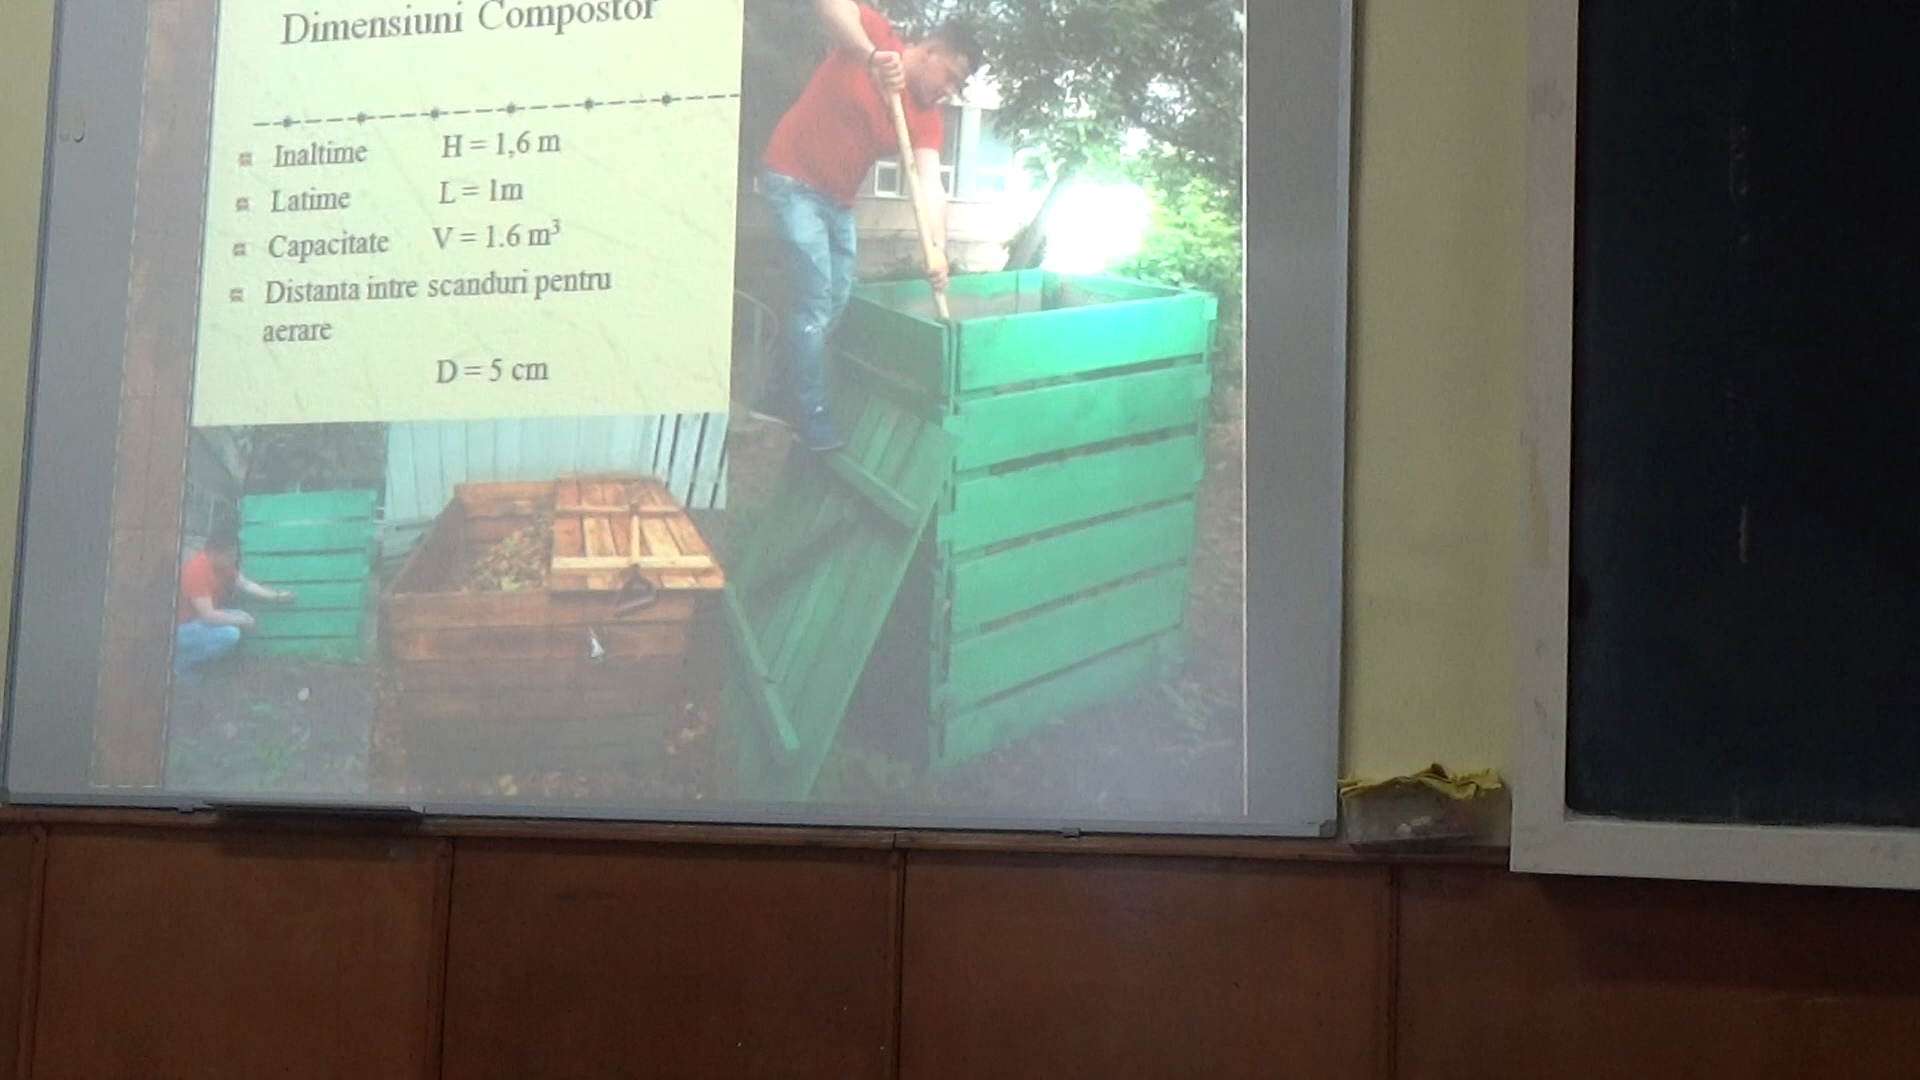 Dimensiuni Compostor
Inaltime H = 1,6 m
Latime L = 1m
Capacitate V = 1.6 m³
Distanta intre scanduri pentru
aerare
D = 5 cm